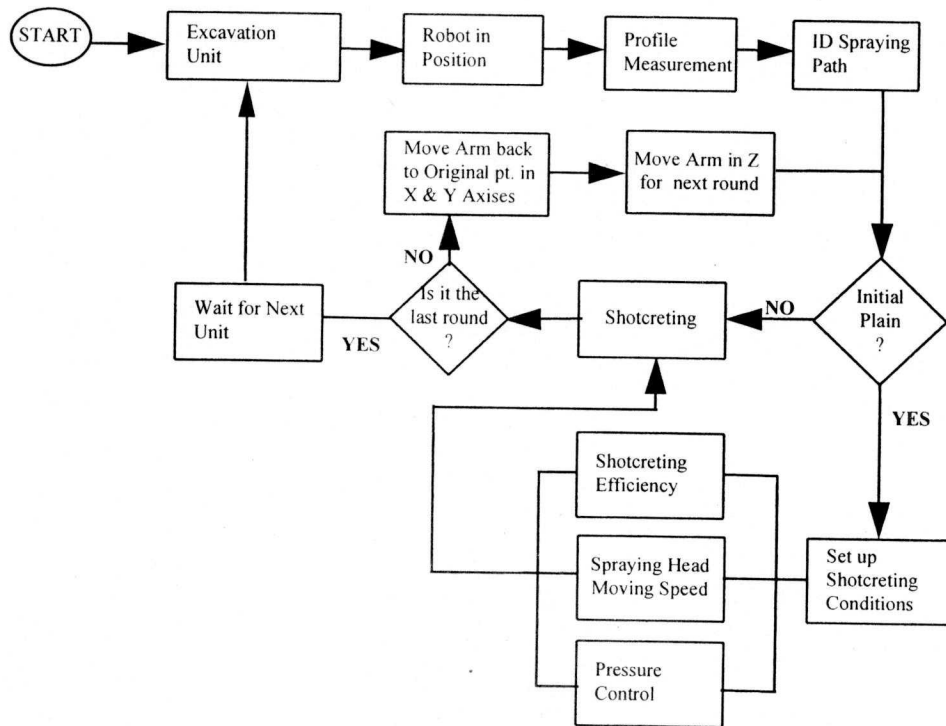 START
Excavation
Unit
Robot in
Position
Profile
Measurement
ID Spraying
Path
Move Arm back
to Original pt. in
X & Y Axises
Move Arm in Z
for next round
NO
Wait for Next
Unit
YES
Is it the
last round
?
Shotcreting
NO
Initial
Plain
?
YES
Shotcreting
Efficiency
Spraying Head
Moving Speed
Pressure
Control
Set up
Shotcreting
Conditions